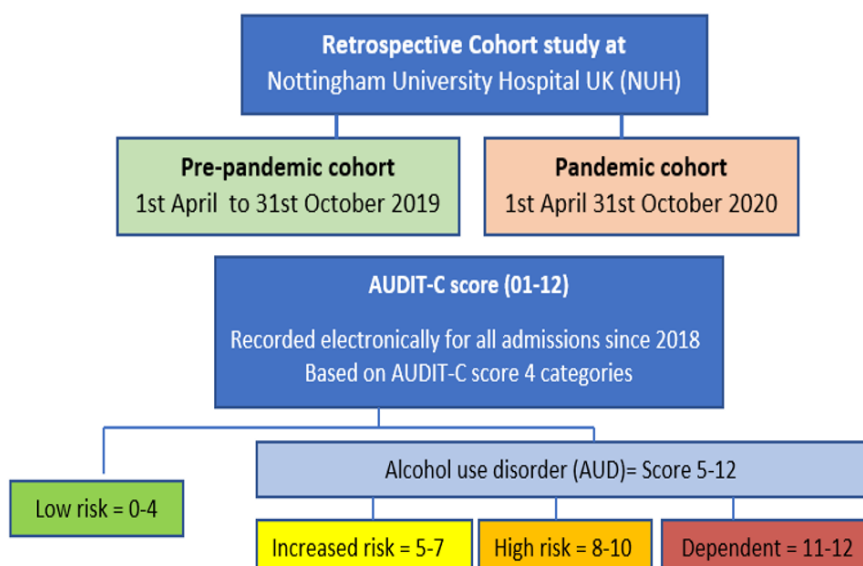 Retrospective Cohort study at
Nottingham University Hospital UK (NUH)
Pre-pandemic cohort
1st April to 31st October 2019
Pandemic cohort
1st April 31st October 2020
AUDIT-C score (01-12)
Recorded electronically for all admissions since 2018
Based on AUDIT-C score 4 categories
Alcohol use disorder (AUD)= Score 5-12
Low risk = 0-4
Increased risk = 5-7
High risk = 8-10
Dependent = 11-12